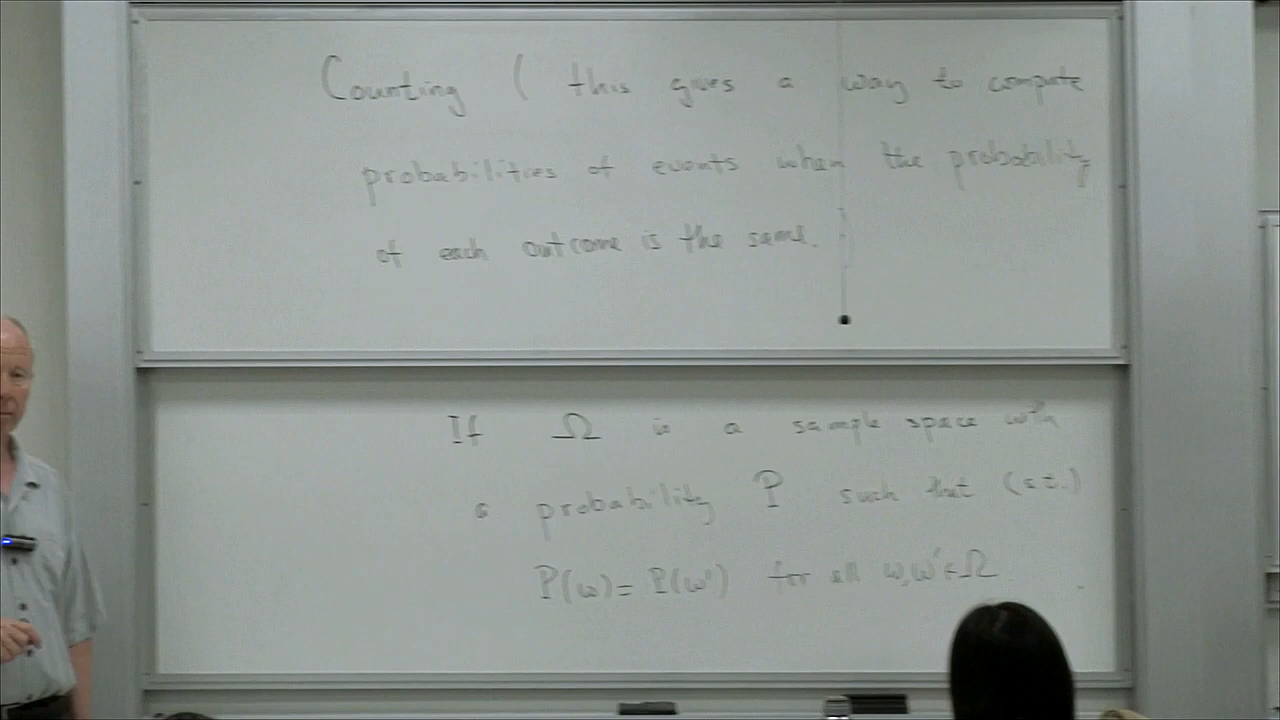 Counting ( this gives a way to compute
probabilities of events when the probability
of each outcome is the same.
If Ω is a sample space with
a probability P such that (s.t.)
P(ω) = P(ω') for all ω,ω'∈Ω